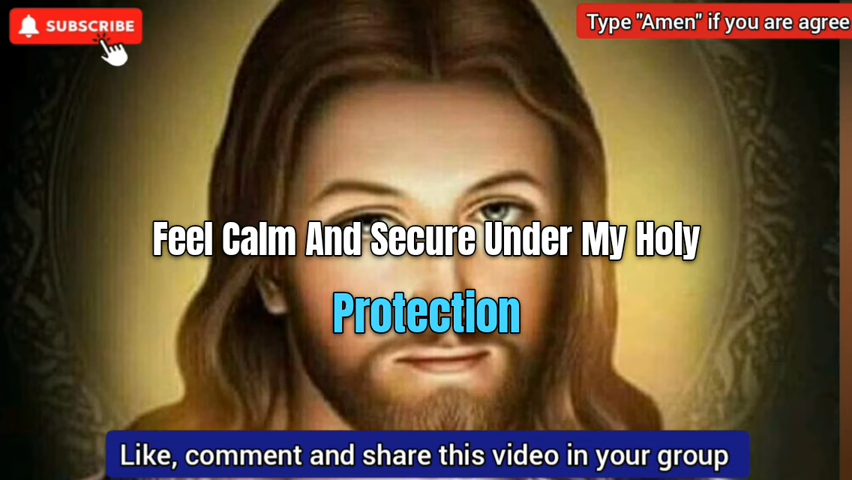 SUBSCRIBE
Type "Amen" if you are agree
Feel Calm And Secure Under My Holy
Protection
Like, comment and share this video in your group